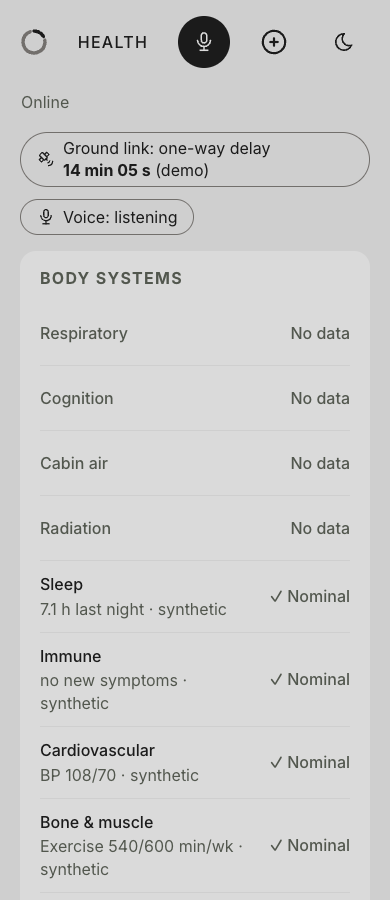 HEALTH
Online
Ground link: one-way delay
14 min 05 s (demo)
Voice: listening
BODY SYSTEMS
Respiratory No data
Cognition No data
Cabin air No data
Radiation No data
Sleep
7.1 h last night · synthetic
✓ Nominal
Immune
no new symptoms ·
synthetic
✓ Nominal
Cardiovascular
BP 108/70 · synthetic
✓ Nominal
Bone & muscle
Exercise 540/600 min/wk ·
synthetic
✓ Nominal